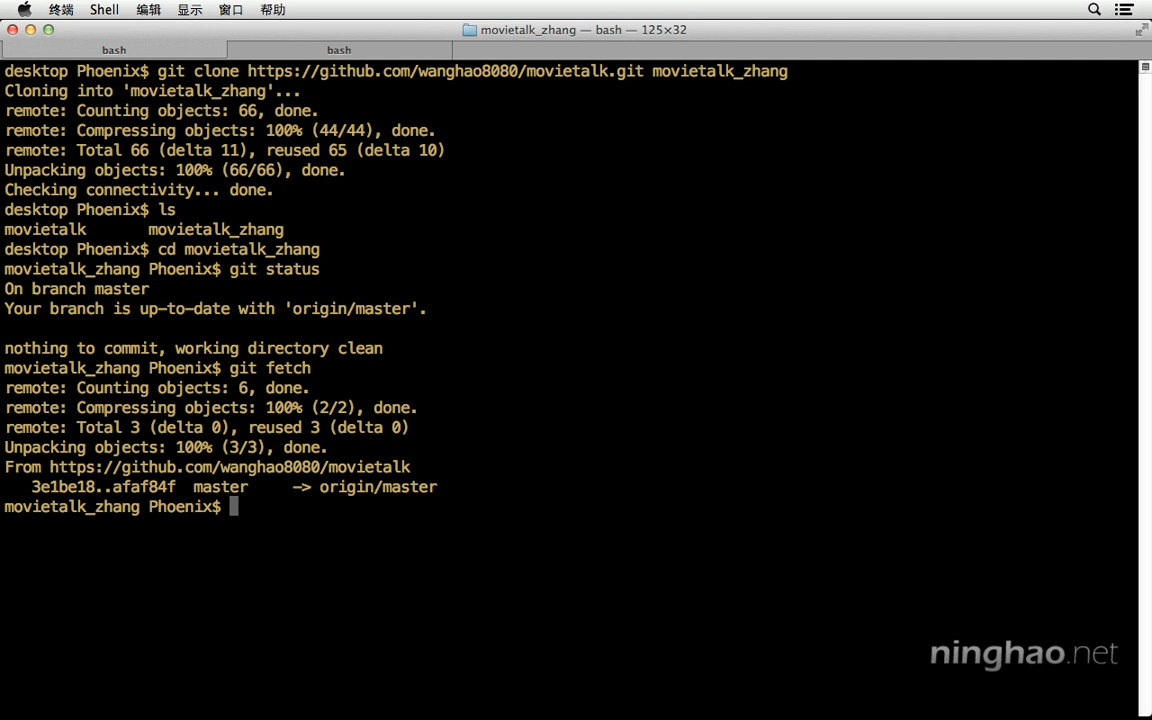 终端 Shell 编辑 显示 窗口 帮助
movietalk_zhang — bash — 125×32
bash bash
desktop Phoenix$ git clone https://github.com/wanghao8080/movietalk.git movietalk_zhang
Cloning into 'movietalk_zhang'...
remote: Counting objects: 66, done.
remote: Compressing objects: 100% (44/44), done.
remote: Total 66 (delta 11), reused 65 (delta 10)
Unpacking objects: 100% (66/66), done.
Checking connectivity... done.
desktop Phoenix$ ls
movietalk movietalk_zhang
desktop Phoenix$ cd movietalk_zhang
movietalk_zhang Phoenix$ git status
On branch master
Your branch is up-to-date with 'origin/master'.
nothing to commit, working directory clean
movietalk_zhang Phoenix$ git fetch
remote: Counting objects: 6, done.
remote: Compressing objects: 100% (2/2), done.
remote: Total 3 (delta 0), reused 3 (delta 0)
Unpacking objects: 100% (3/3), done.
From https://github.com/wanghao8080/movietalk
3e1be18..afaf84f master -> origin/master
movietalk_zhang Phoenix$
ninghao.net